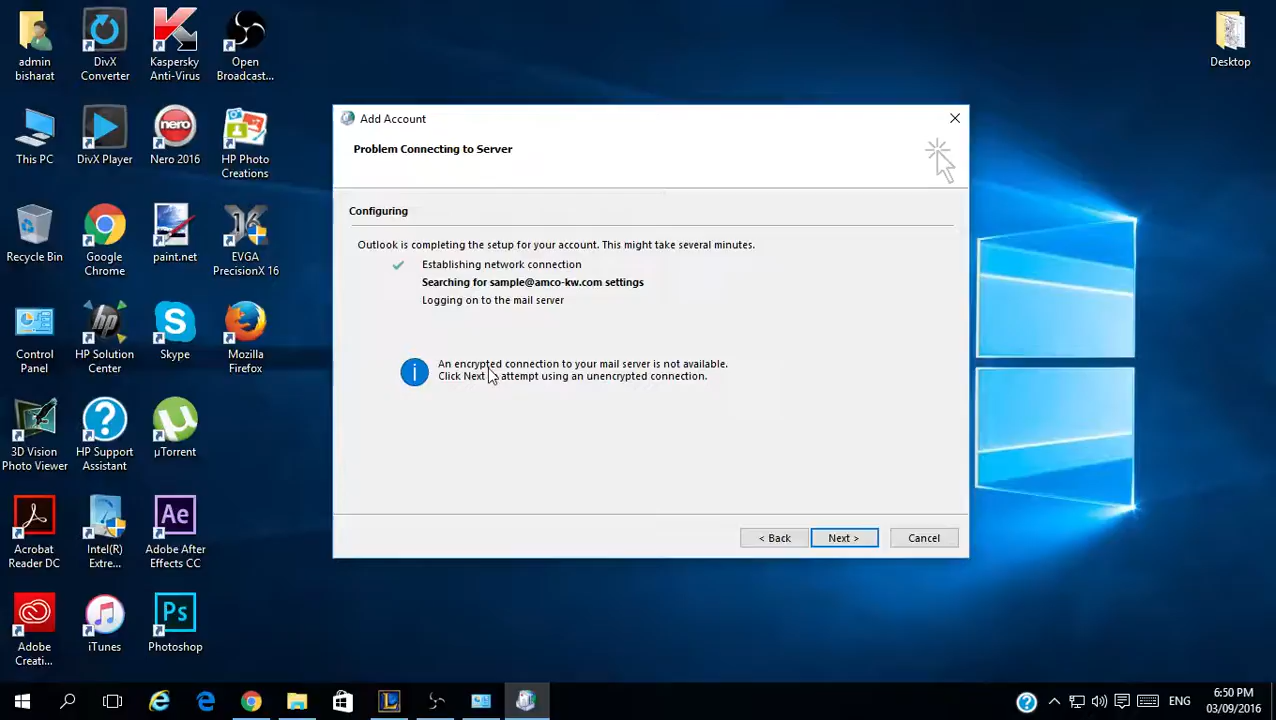 admin
bisharat
DivX
Converter
Kaspersky
Anti-Virus
Open
Broadcast...
Desktop
This PC
DivX Player
nero
Nero 2016
HP Photo
Creations
Recycle Bin
Google
Chrome
paint.net
16
EVGA
PrecisionX 16
Control
Panel
hp
HP Solution
Center
Skype
Mozilla
Firefox
3D Vision
Photo Viewer
HP Support
Assistant
µTorrent
Acrobat
Reader DC
Intel(R)
Extre...
Ae
Adobe After
Effects CC
Adobe
Creati...
iTunes
Ps
Photoshop
Add Account
Problem Connecting to Server
Configuring
Outlook is completing the setup for your account. This might take several minutes.
Establishing network connection
Searching for sample@amco-kw.com settings
Logging on to the mail server
An encrypted connection to your mail server is not available.
Click Next attempt using an unencrypted connection.
< Back
Next >
Cancel
ENG
6:50 PM
03/09/2016